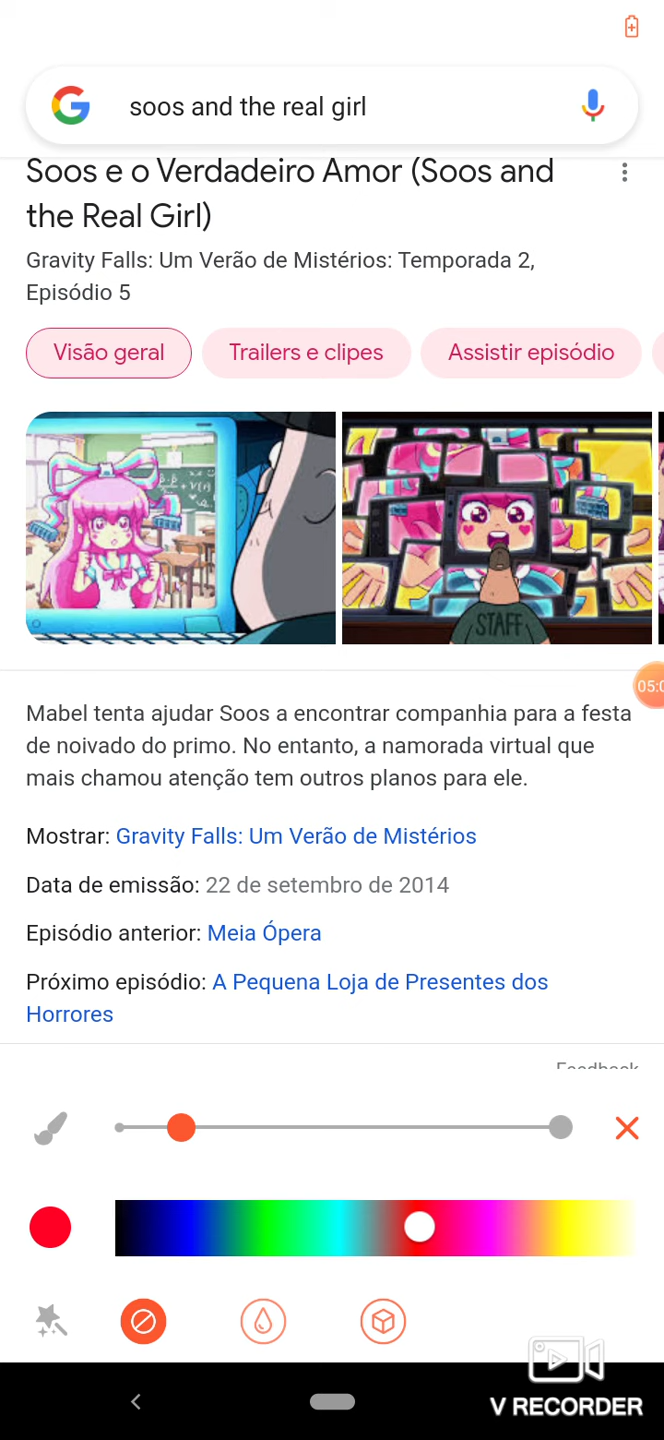 soos and the real girl
Soos e o Verdadeiro Amor (Soos and
the Real Girl)
Gravity Falls: Um Verão de Mistérios: Temporada 2,
Episódio 5
Visão geral
Trailers e clipes
Assistir episódio
STAFF
05:0
Mabel tenta ajudar Soos a encontrar companhia para a festa
de noivado do primo. No entanto, a namorada virtual que
mais chamou atenção tem outros planos para ele.
Mostrar: Gravity Falls: Um Verão de Mistérios
Data de emissão: 22 de setembro de 2014
Episódio anterior: Meia Ópera
Próximo episódio: A Pequena Loja de Presentes dos
Horrores
Feedback
V RECORDER